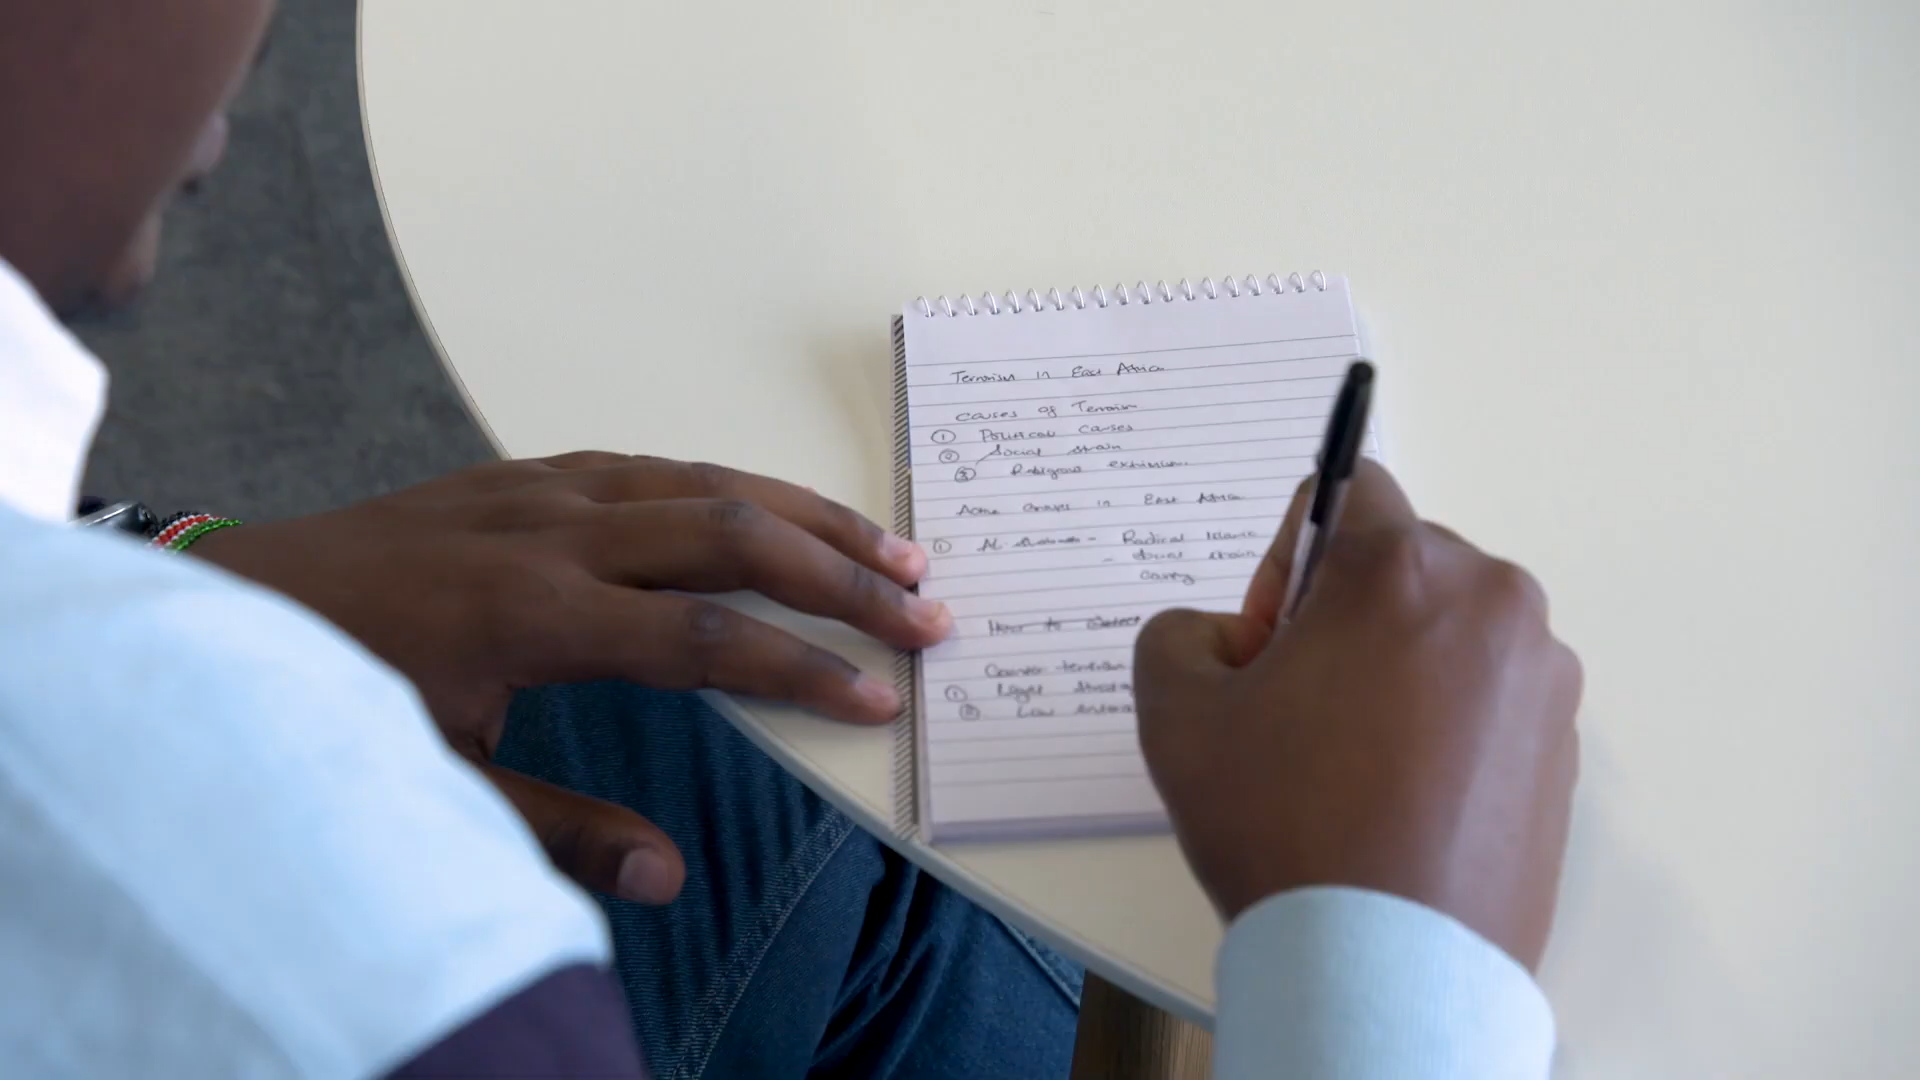 Terrorism in East Africa
Causes of Terrorism
① Political causes
② Social strain
③ Religious extremism
Active Groups in East Africa
① Al-Shabaab - Radical Islamic
- Social strain
How to detect
Counter terrorism
①
② Law